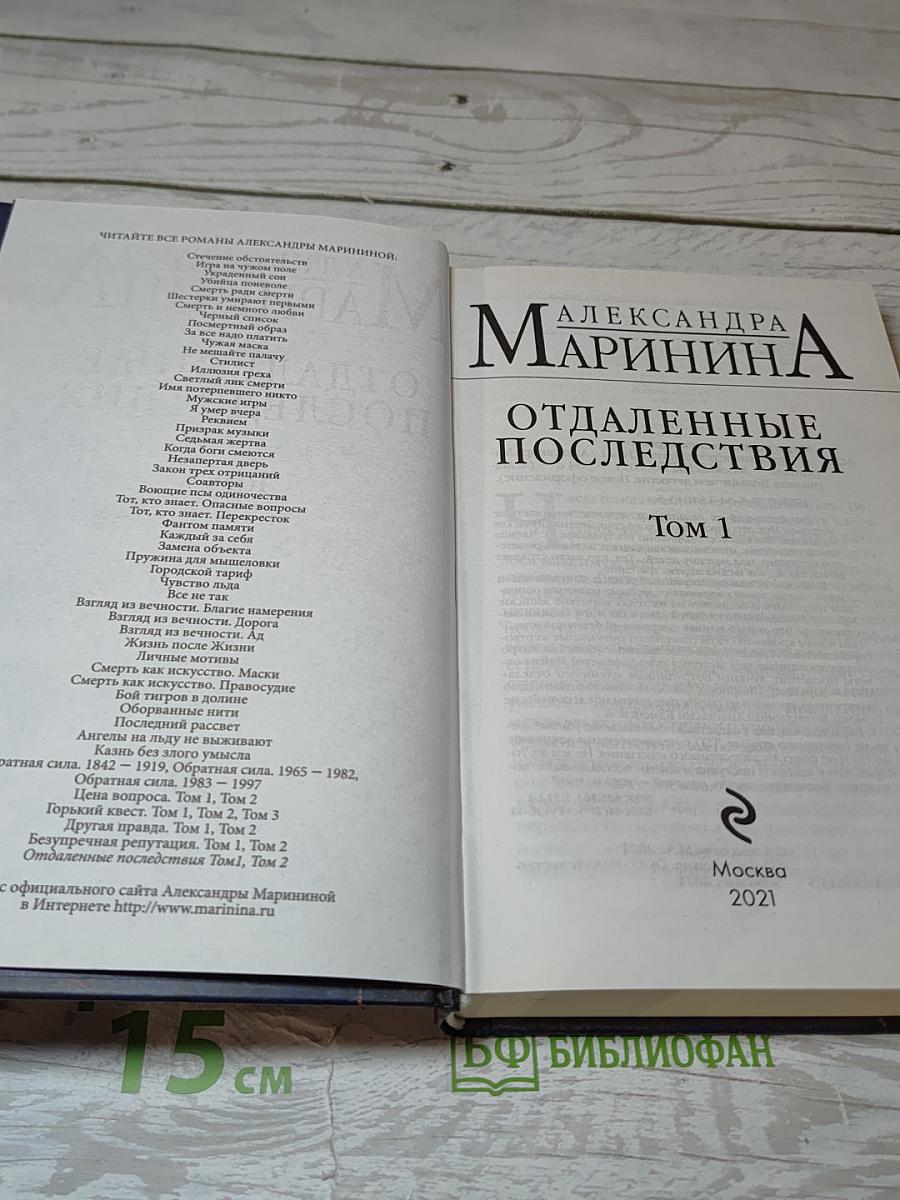 ЧИТАЙТЕ ВСЕ РОМАНЫ АЛЕКСАНДРЫ МАРИНИНОЙ:
Стечение обстоятельств
Игра на чужом поле
Украденный сон
Убийца поневоле
Смерть ради смерти
Шестерки умирают первыми
Смерть и немного любви
Черный список
Посмертный образ
За все надо платить
Чужая маска
Не мешайте палачу
Стилист
Иллюзия греха
Светлый лик смерти
Имя потерпевшего никто
Мужские игры
Я умер вчера
Реквием
Призрак музыки
Седьмая жертва
Когда боги смеются
Незапертая дверь
Закон трех отрицаний
Соавторы
Воющие псы одиночества
Тот, кто знает. Опасные вопросы
Тот, кто знает. Перекресток
Фантом памяти
Каждый за себя
Замена объекта
Пружина для мышеловки
Городской тариф
Чувство льда
Все не так
Взгляд из вечности. Благие намерения
Взгляд из вечности. Дорога
Взгляд из вечности. Ад
Жизнь после Жизни
Личные мотивы
Смерть как искусство. Маски
Смерть как искусство. Правосудие
Бой тигров в долине
Оборванные нити
Последний рассвет
Ангелы на льду не выживают
Казнь без злого умысла
ратная сила. 1842 — 1919, Обратная сила. 1965 — 1982,
Обратная сила. 1983 — 1997
Цена вопроса. Том 1, Том 2
Горький квест. Том 1, Том 2, Том 3
Другая правда. Том 1, Том 2
Безупречная репутация. Том 1, Том 2
Отдаленные последствия Том1, Том 2
с официального сайта Александры Марининой
в Интернете http://www.marinina.ru
АЛЕКСАНДРА
МАРИНИНА
ОТДАЛЕННЫЕ
ПОСЛЕДСТВИЯ
Том 1
Москва
2021
15 см
БФ БИБЛИОФАН